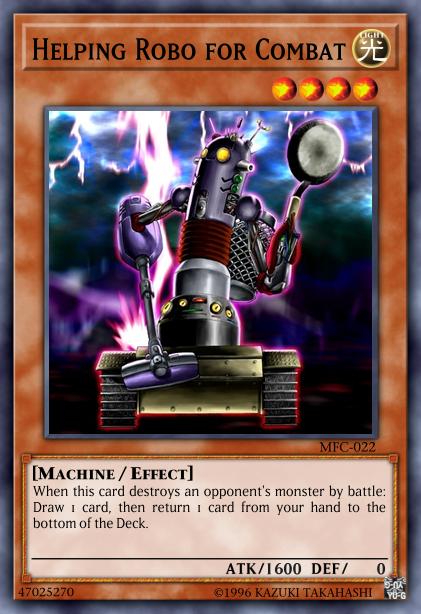 HELPING ROBO FOR COMBAT
LIGHT
光
MFC-022
[MACHINE / EFFECT]
When this card destroys an opponent's monster by battle:
Draw 1 card, then return 1 card from your hand to the
bottom of the Deck.
ATK/1600 DEF/ 0
47025270
©1996 KAZUKI TAKAHASHI